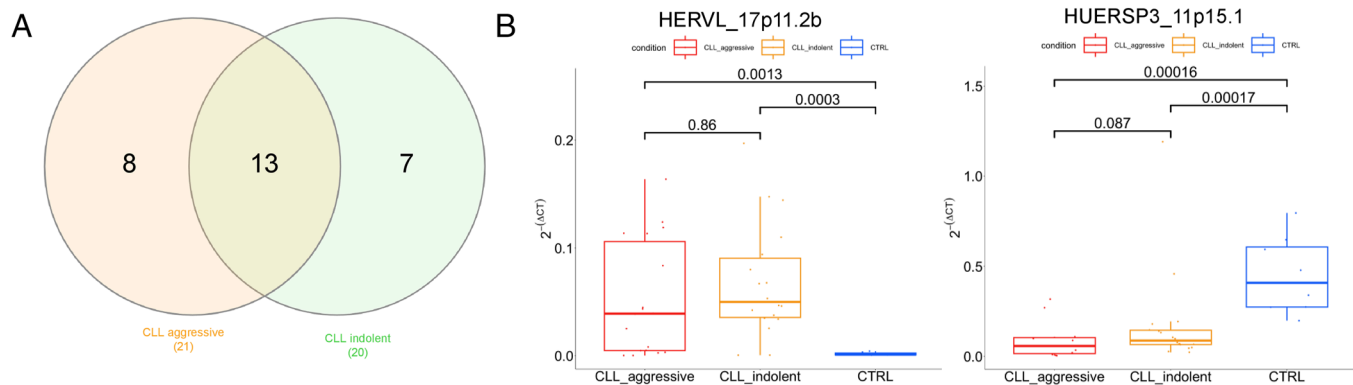 A
8
13
7
CLL aggressive
(21)
CLL indolent
(20)
B
HERVL_17p11.2b
condition CLL_aggressive CLL_indolent CTRL
0.0013
0.0003
0.86
0.2
0.1
0.0
2^−(ΔCT)
CLL_aggressive CLL_indolent CTRL
HUERSP3_11p15.1
condition CLL_aggressive CLL_indolent CTRL
0.00016
0.00017
0.087
1.5
1.0
0.5
0.0
2^−(ΔCT)
CLL_aggressive CLL_indolent CTRL